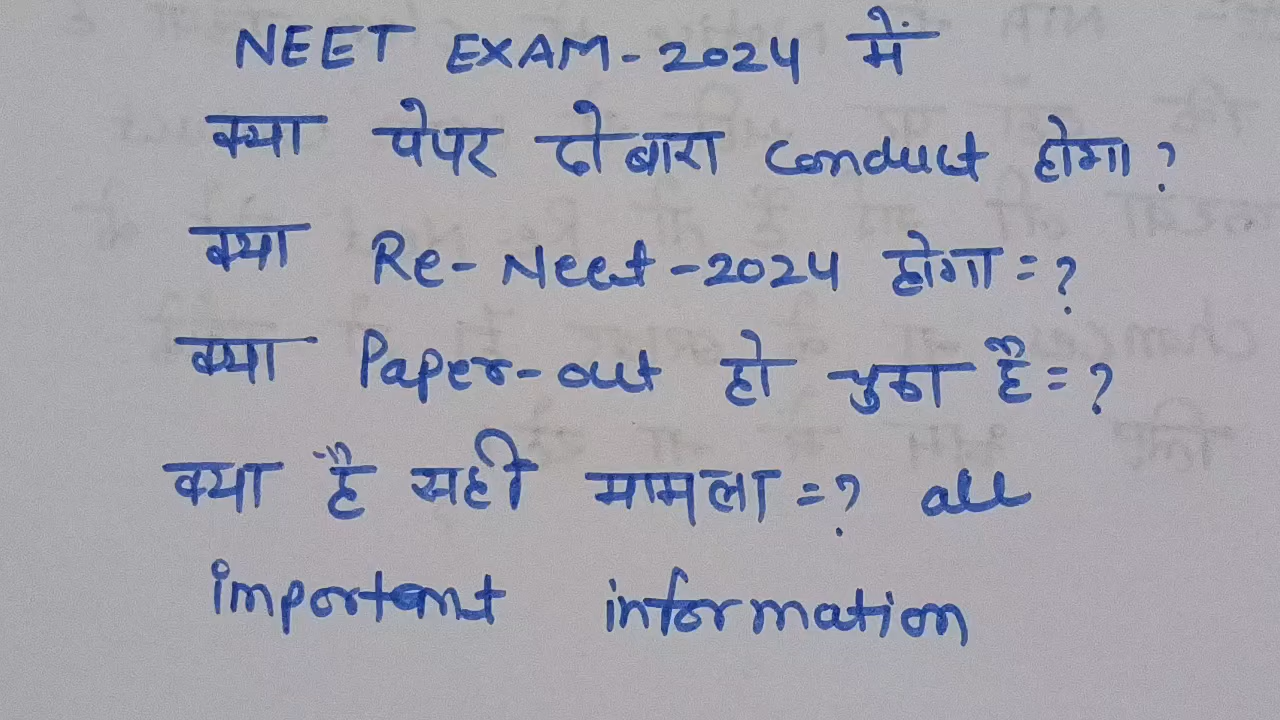 NEET EXAM-2024 में
क्या पेपर दोबारा conduct होगा?
क्या Re-Neet-2024 होगा=?
क्या Paper-out हो चुका है=?
क्या है सही मामला=? all
important information